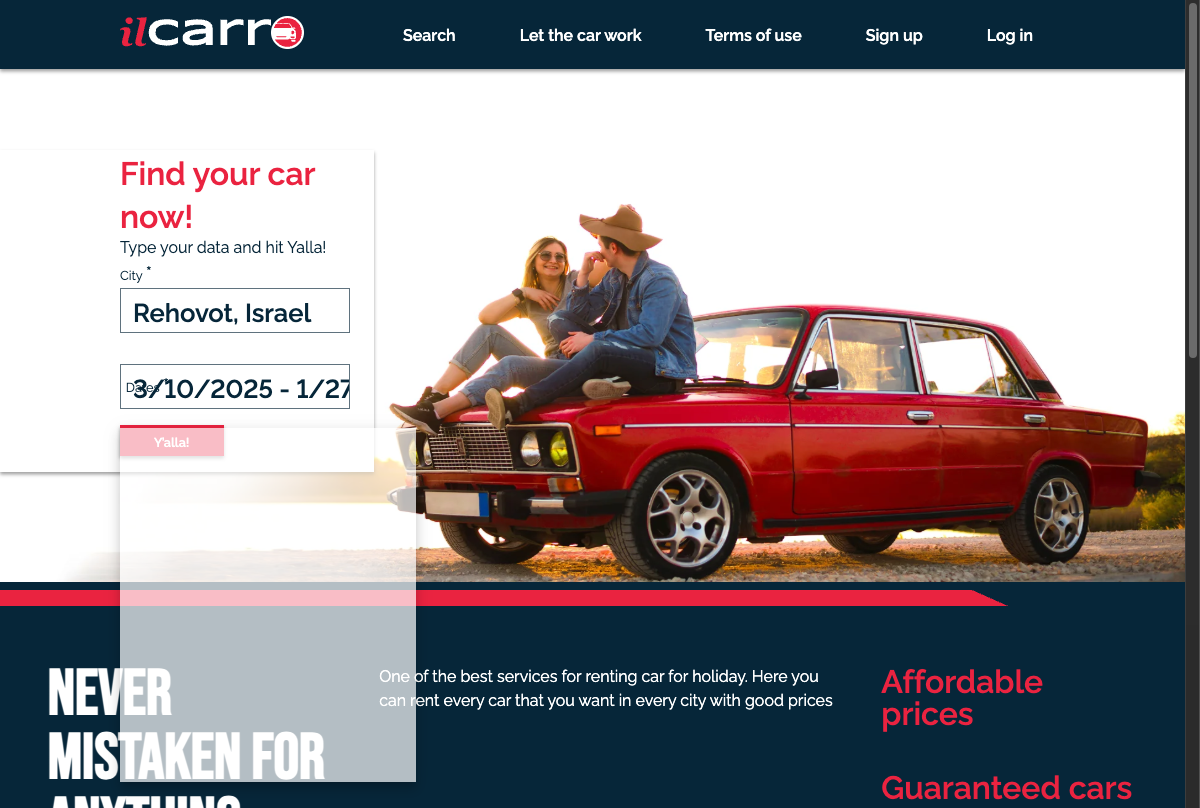 ilcarro
Search
Let the car work
Terms of use
Sign up
Log in
Find your car
now!
Type your data and hit Yalla!
City *
Rehovot, Israel
Dates
3/10/2025 - 1/27
Y'alla!
NEVER
MISTAKEN FOR
ANYTHING
One of the best services for renting car for holiday. Here you
can rent every car that you want in every city with good prices
Affordable
prices
Guaranteed cars